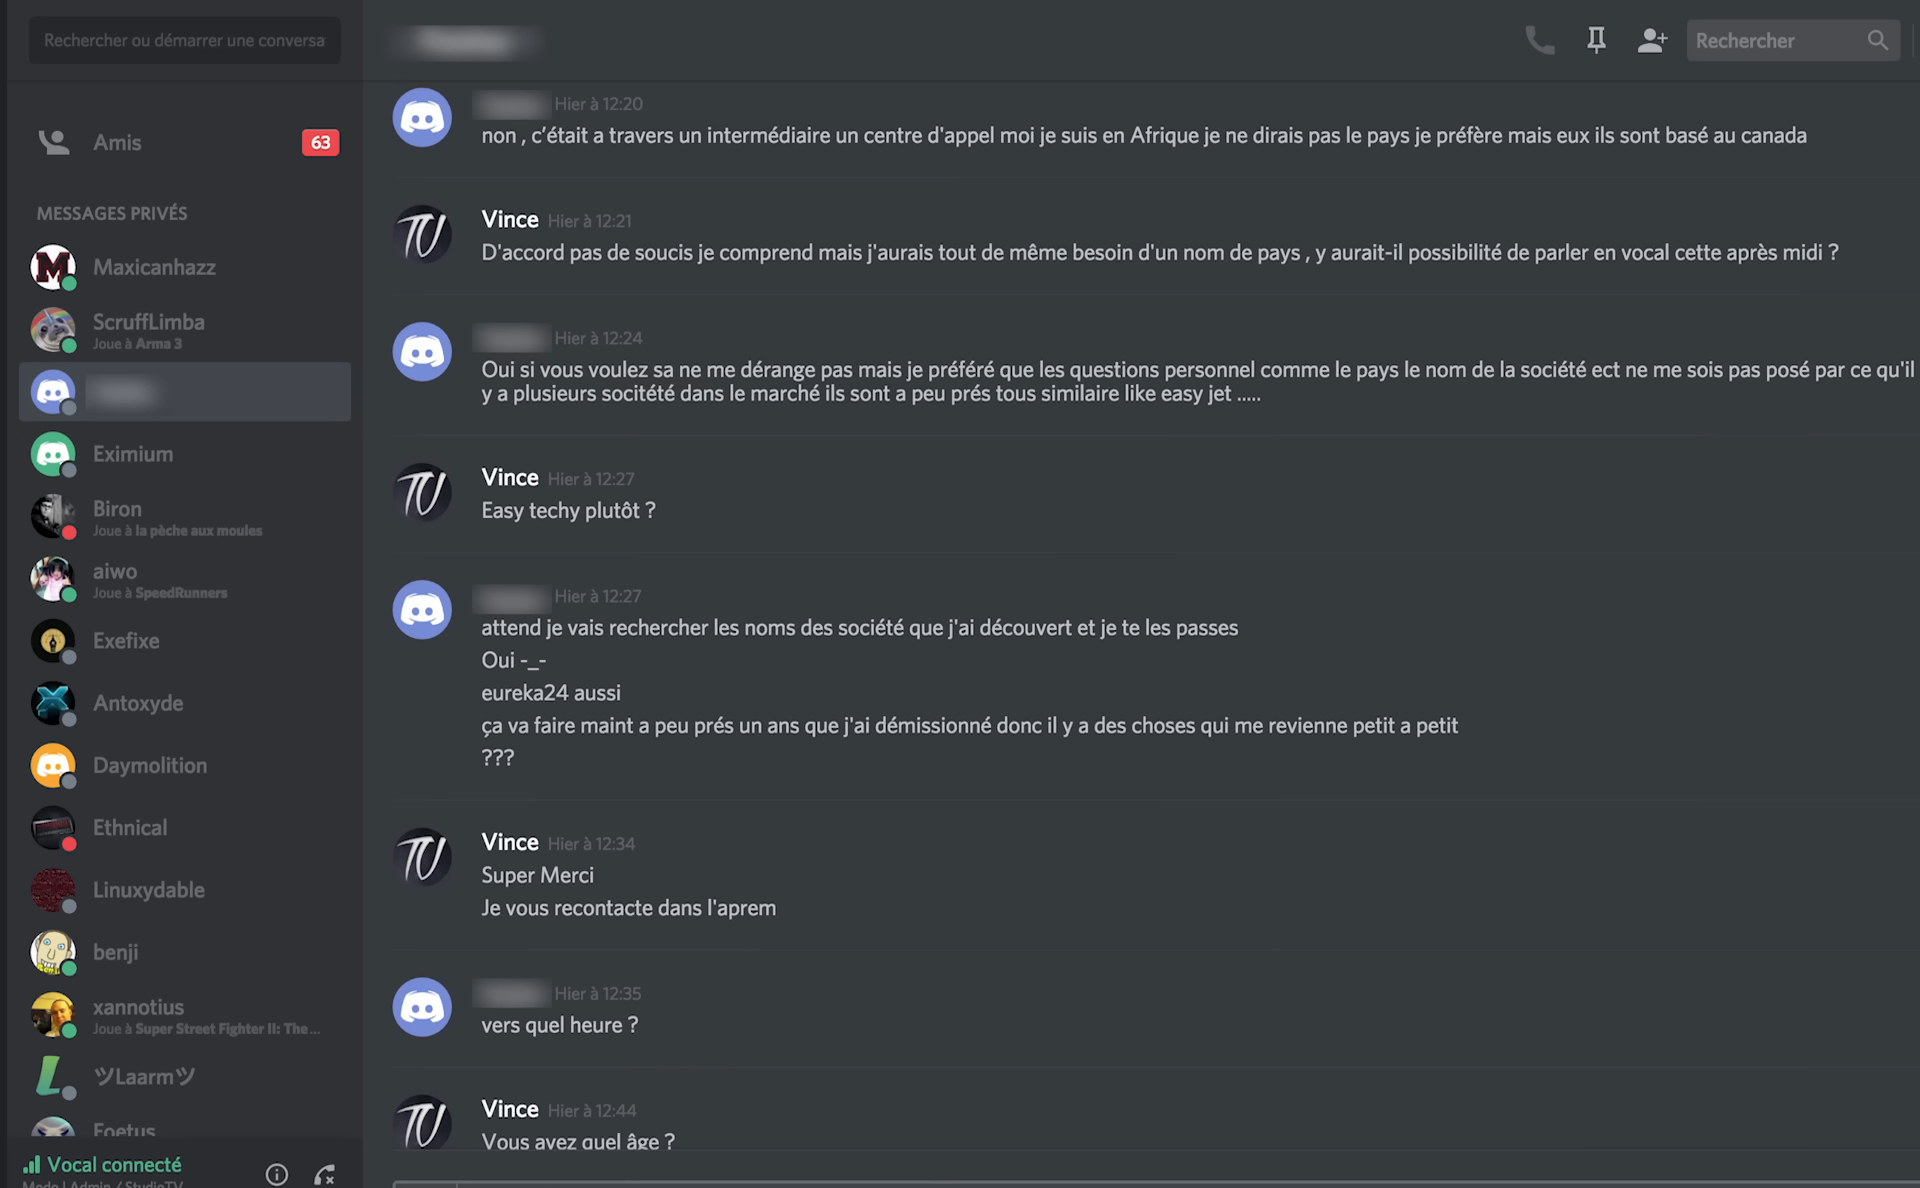 Rechercher ou démarrer une conversa
Amis
63
MESSAGES PRIVÉS
Maxicanhazz
ScruffLimba
Joue à Arma 3
Eximium
Biron
Joue à la pèche aux moules
aiwo
Joue à SpeedRunners
Exefixe
Antoxyde
Daymolition
Ethnical
Linuxydable
benji
xannotius
Joue à Super Street Fighter II: The...
ツLaarmツ
Foetus
Vocal connecté
Rechercher
Hier à 12:20
non , c'était a travers un intermédiaire un centre d'appel moi je suis en Afrique je ne dirais pas le pays je préfère mais eux ils sont basé au canada
Vince Hier à 12:21
D'accord pas de soucis je comprend mais j'aurais tout de même besoin d'un nom de pays , y aurait-il possibilité de parler en vocal cette après midi ?
Hier à 12:24
Oui si vous voulez sa ne me dérange pas mais je préféré que les questions personnel comme le pays le nom de la société ect ne me sois pas posé par ce qu'il
y a plusieurs socitété dans le marché ils sont a peu prés tous similaire like easy jet .....
Vince Hier à 12:27
Easy techy plutôt ?
Hier à 12:27
attend je vais rechercher les noms des société que j'ai découvert et je te les passes
Oui -_-
eureka24 aussi
ça va faire maint a peu prés un ans que j'ai démissionné donc il y a des choses qui me revienne petit a petit
???
Vince Hier à 12:34
Super Merci
Je vous recontacte dans l'aprem
Hier à 12:35
vers quel heure ?
Vince Hier à 12:44
Vous avez quel âge ?